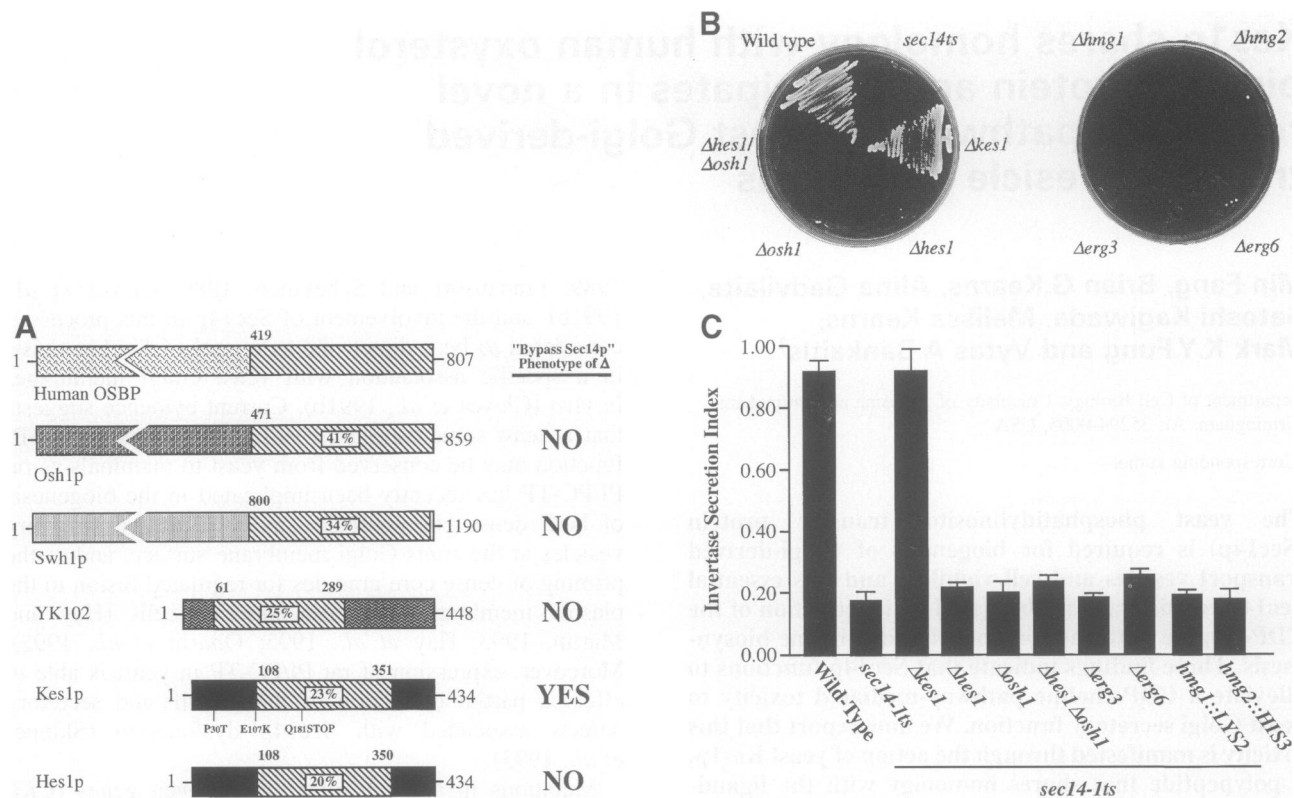 A
419
1
807
Human OSBP
"Bypass Sec14p"
Phenotype of Δ
471
1
41%
859
NO
Osh1p
800
1
34%
1190
NO
Swh1p
61
289
1
25%
448
NO
YK102
108
351
Kes1p
1
23%
434
YES
E107K
108
350
Hes1p
1
20%
434
NO
B
Wild type
sec14ts
Δhes1/
Δosh1
Δkes1
Δosh1
Δhes1
Δhmg1
Δhmg2
Δerg3
Δerg6
C
Invertase Secretion Index
1.00
0.80
0.60
0.40
0.20
0.00
Wild-Type
sec14-1ts
Δkes1
Δhes1
Δosh1
Δhes1/Δosh1
Δerg3
Δerg6
hmg1::LYS2
hmg2::HIS3
sec14-1ts